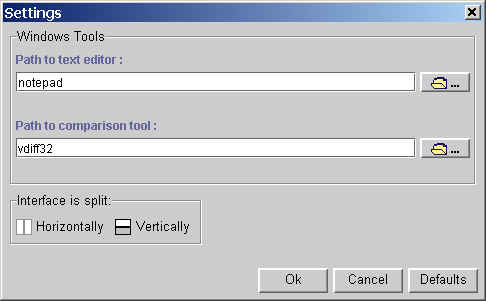 Settings
Windows Tools
Path to text editor :
notepad
...
Path to comparison tool :
vdiff32
...
Interface is split:
Horizontally Vertically
Ok Cancel Defaults